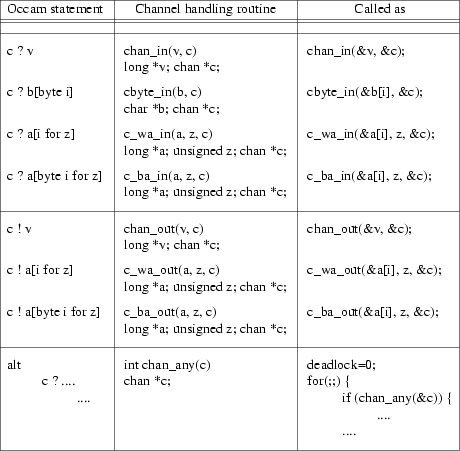 Occam statement Channel handling routine Called as
c ? v chan_in(v, c) chan_in(&v, &c);
long *v; chan *c;
c ? b[byte i] cbyte_in(b, c) cbyte_in(&b[i], &c);
char *b; chan *c;
c ? a[i for z] c_wa_in(a, z, c) c_wa_in(&a[i], z, &c);
long *a; unsigned z; chan *c;
c ? a[byte i for z] c_ba_in(a, z, c) c_ba_in(&a[i], z, &c);
long *a; unsigned z; chan *c;
c ! v chan_out(v, c) chan_out(&v, &c);
long *v; chan *c;
c ! a[i for z] c_wa_out(a, z, c) c_wa_out(&a[i], z, &c);
long *a; unsigned z; chan *c;
c ! a[byte i for z] c_ba_out(a, z, c) c_ba_out(&a[i], z, &c);
long *a; unsigned z; chan *c;
alt int chan_any(c) deadlock=0;
c ? .... chan *c; for(;;) {
.... if (chan_any(&c)) {
....
....